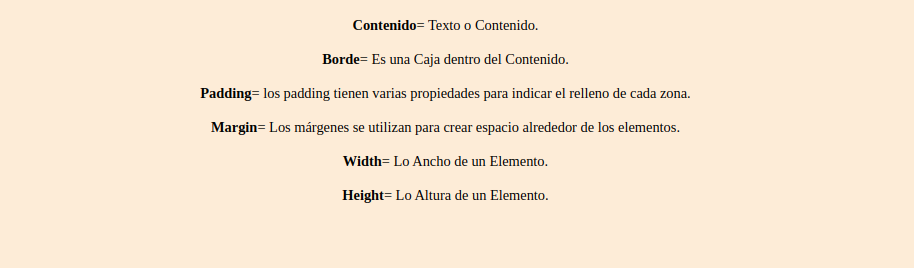 Contenido= Texto o Contenido.
Borde= Es una Caja dentro del Contenido.
Padding= los padding tienen varias propiedades para indicar el relleno de cada zona.
Margin= Los márgenes se utilizan para crear espacio alrededor de los elementos.
Width= Lo Ancho de un Elemento.
Height= Lo Altura de un Elemento.